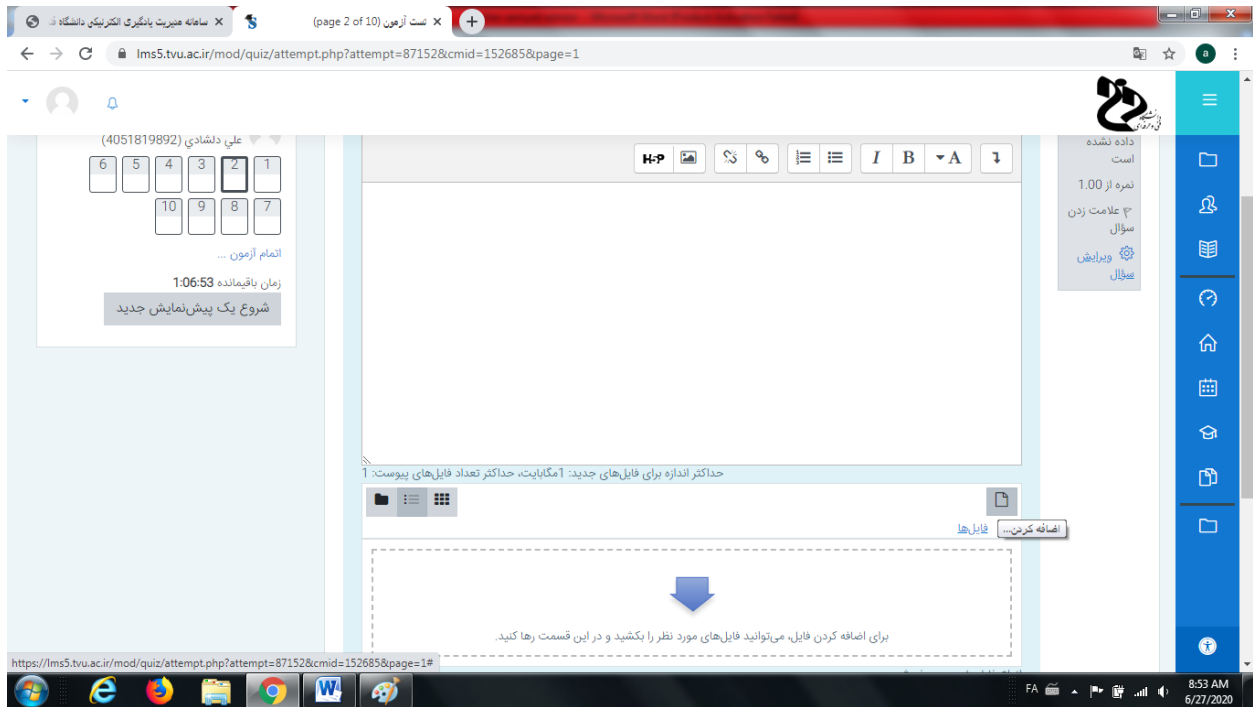 سامانه مدیریت یادگیری الکترونیکی دانشگاه ف
تست آزمون (page 2 of 10)
lms5.tvu.ac.ir/mod/quiz/attempt.php?attempt=87152&cmid=152685&page=1
a
علي دلشادي (4051819892)
1 2 3 4 5 6
7 8 9 10
اتمام آزمون ...
زمان باقیمانده 1:06:53
شروع یک پیش‌نمایش جدید
داده نشده
است
نمره از 1.00
علامت زدن
سؤال
ویرایش
سؤال
H5P
I B A
حداکثر اندازه برای فایل‌های جدید: 1مگابایت، حداکثر تعداد فایل‌های پیوست: 1
فایل‌ها
اضافه کردن...
برای اضافه کردن فایل، می‌توانید فایل‌های مورد نظر را بکشید و در این قسمت رها کنید.
https://lms5.tvu.ac.ir/mod/quiz/attempt.php?attempt=87152&cmid=152685&page=1#
FA
8:53 AM
6/27/2020